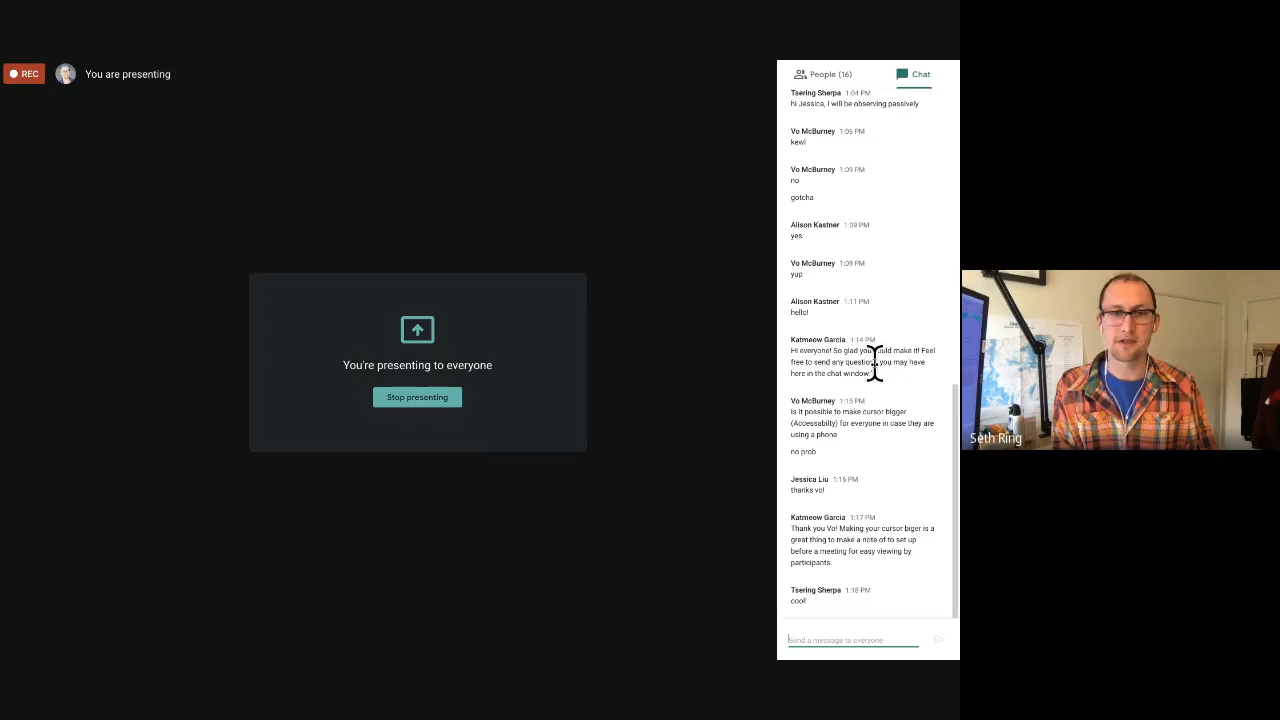 REC
You are presenting
You're presenting to everyone
Stop presenting
People (16)
Chat
Tsering Sherpa 1:04 PM
hi Jessica, I will be observing passively
Vo McBurney 1:06 PM
kewl
Vo McBurney 1:09 PM
no
gotcha
Alison Kastner 1:09 PM
yes
Vo McBurney 1:09 PM
yup
Alison Kastner 1:11 PM
hello!
Katmeow Garcia 1:14 PM
Hi everyone! So glad you could make it! Feel
free to send any questions you may have
here in the chat window.
Vo McBurney 1:15 PM
Is it possible to make cursor bigger
(Accessabilty) for everyone in case they are
using a phone
no prob
Jessica Liu 1:16 PM
thanks vo!
Katmeow Garcia 1:17 PM
Thank you Vo! Making your cursor biger is a
great thing to make a note of to set up
before a meeting for easy viewing by
participants.
Tsering Sherpa 1:18 PM
cool!
Send a message to everyone
Seth Ring